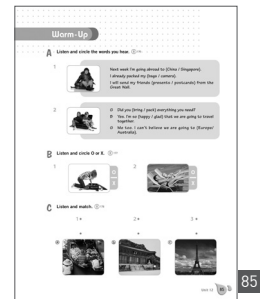 Warm-Up
A Listen and circle the words you hear.
1
Next week I'm going abroad to (China / Singapore).
I already packed my (bags / camera).
I will send my friends (presents / postcards) from the
Great Wall.
2
G Did you (bring / pack) everything you need?
B Yes. I'm so (happy / glad) that we are going to travel
together.
G Me too. I can't believe we are going to (Europe/
Australia).
B Listen and circle O or X.
1
O
X
2
O
X
C Listen and match.
1
2
3
85
85